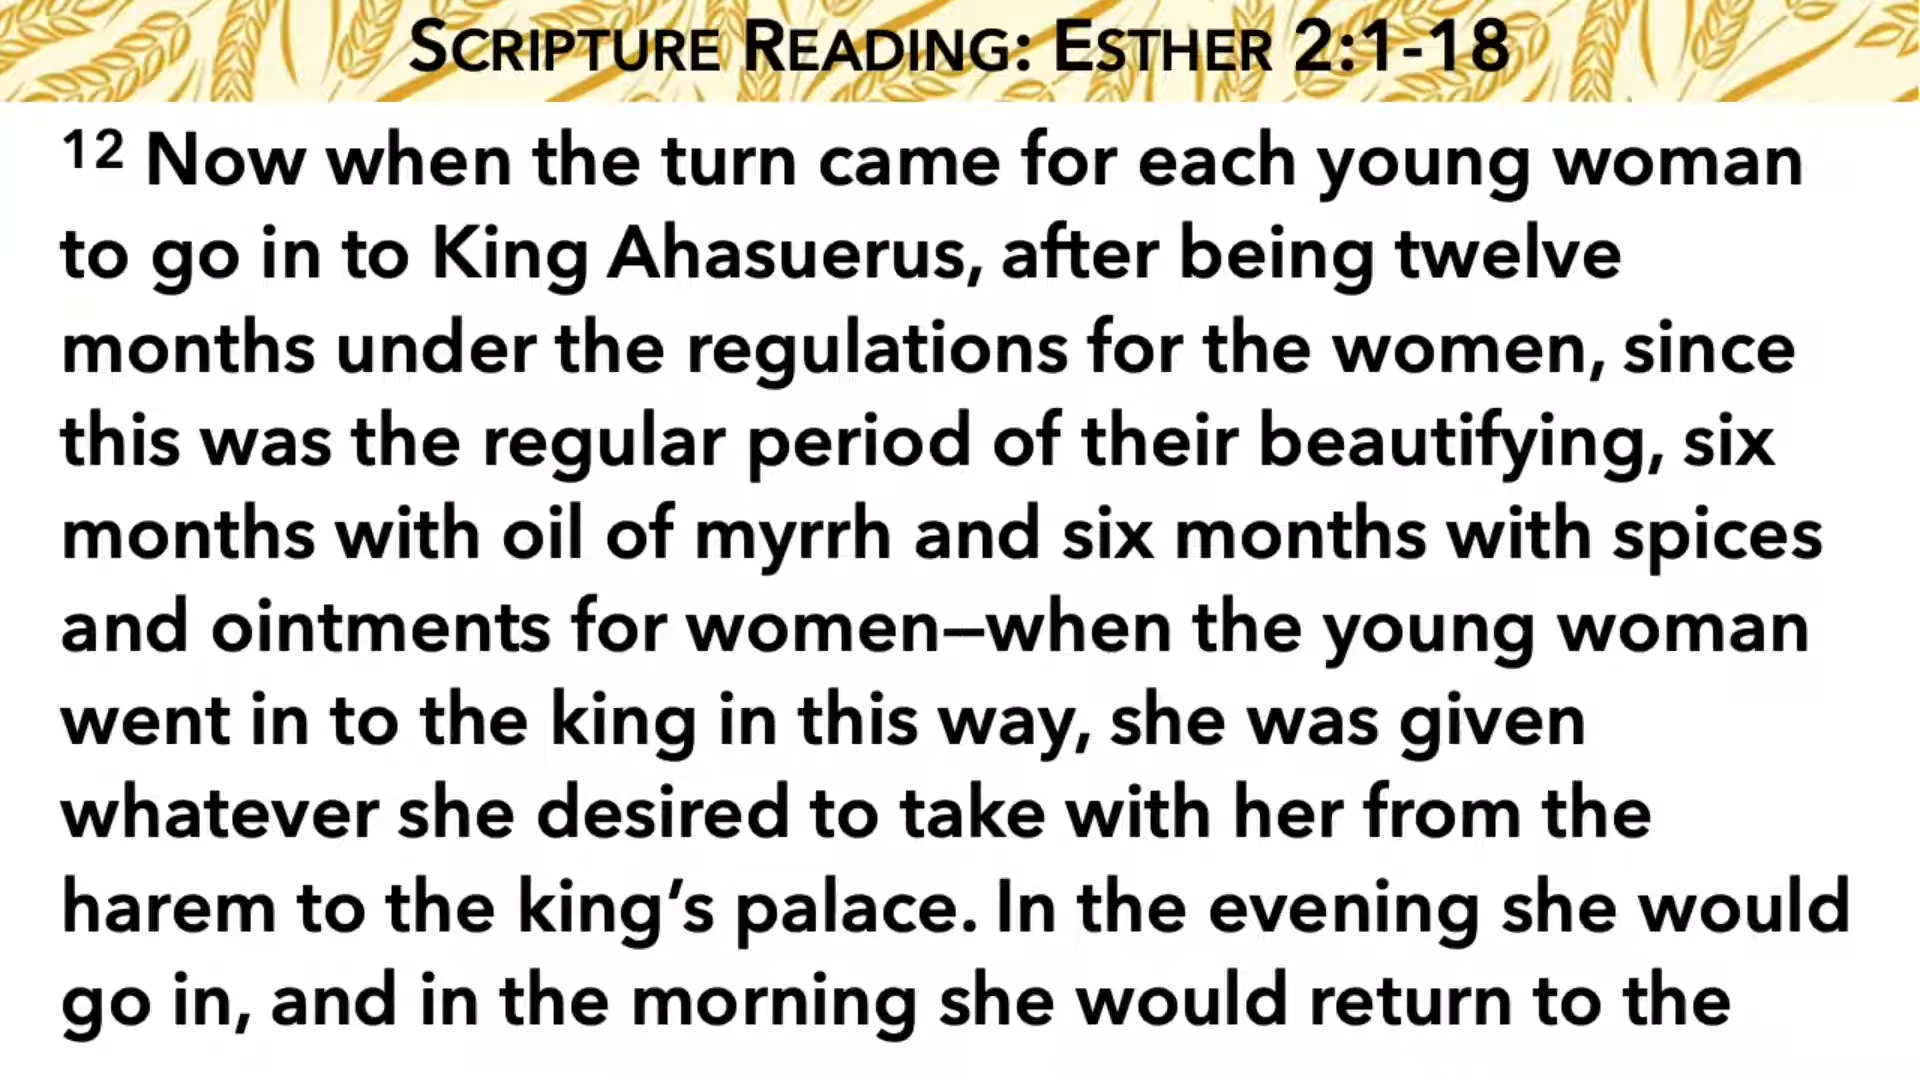 SCRIPTURE READING: ESTHER 2:1-18
12 Now when the turn came for each young woman
to go in to King Ahasuerus, after being twelve
months under the regulations for the women, since
this was the regular period of their beautifying, six
months with oil of myrrh and six months with spices
and ointments for women—when the young woman
went in to the king in this way, she was given
whatever she desired to take with her from the
harem to the king’s palace. In the evening she would
go in, and in the morning she would return to the